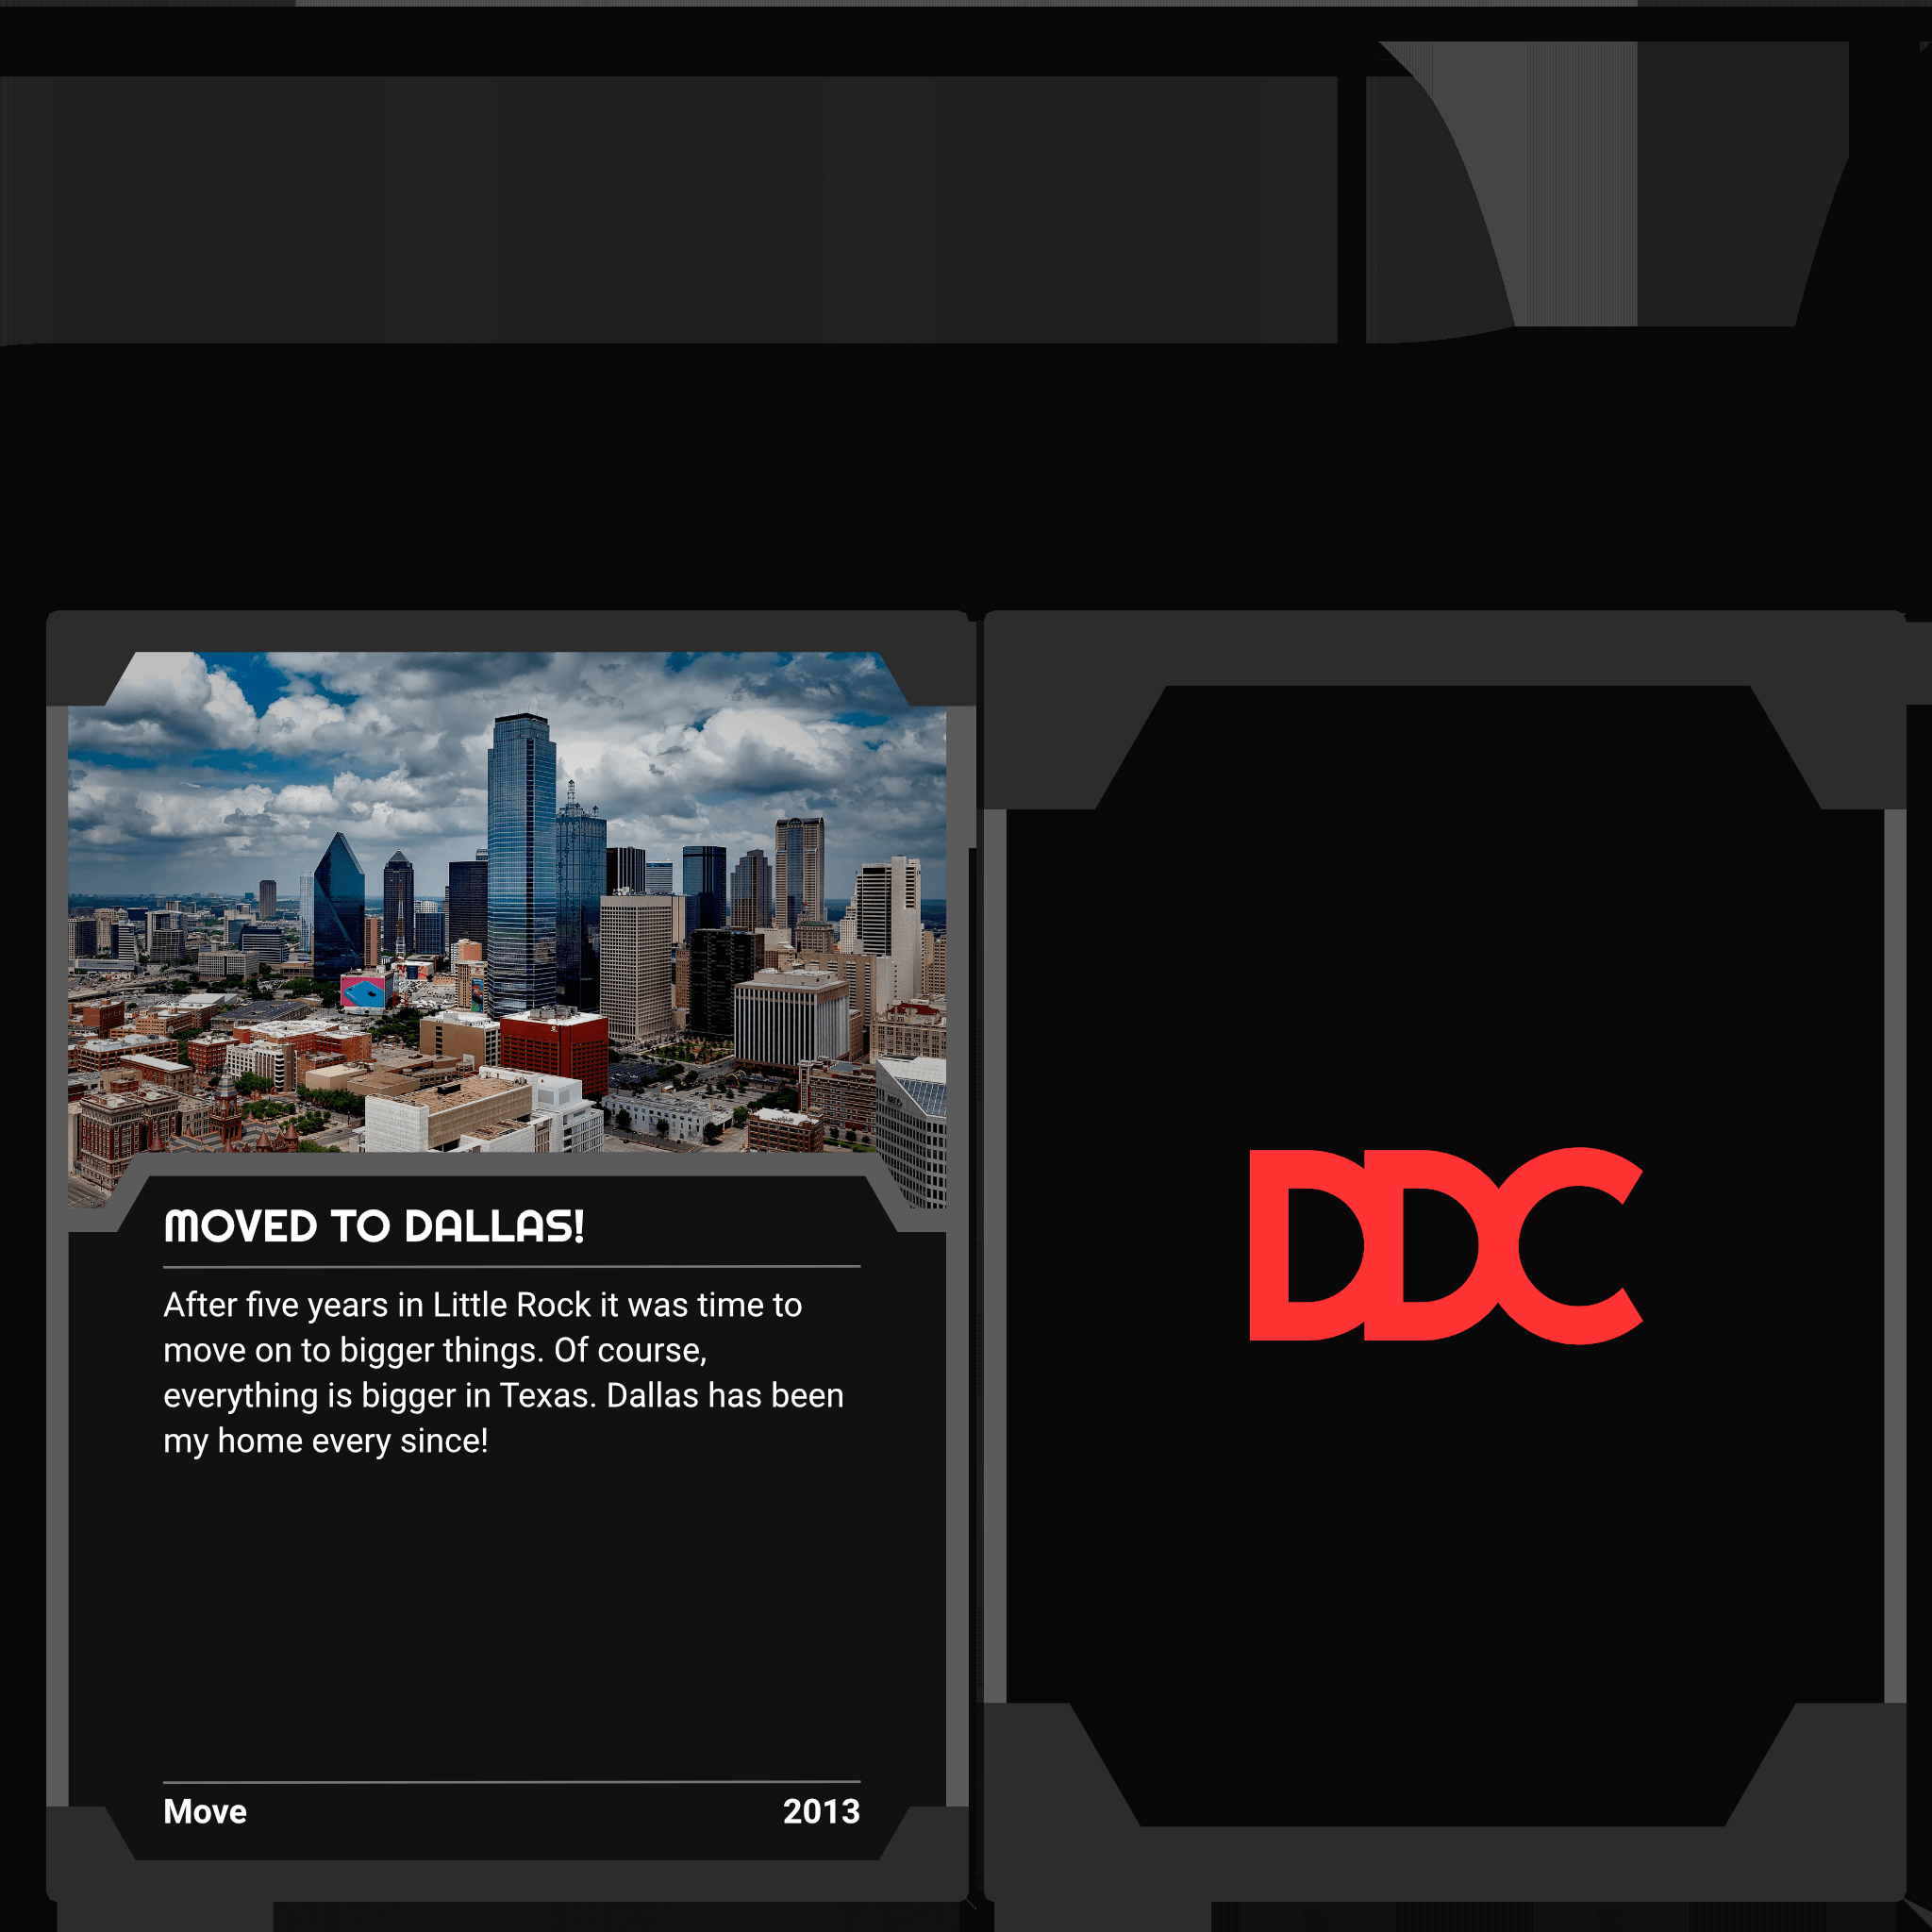 MOVED TO DALLAS!
After five years in Little Rock it was time to
move on to bigger things. Of course,
everything is bigger in Texas. Dallas has been
my home every since!
Move 2013
DDC